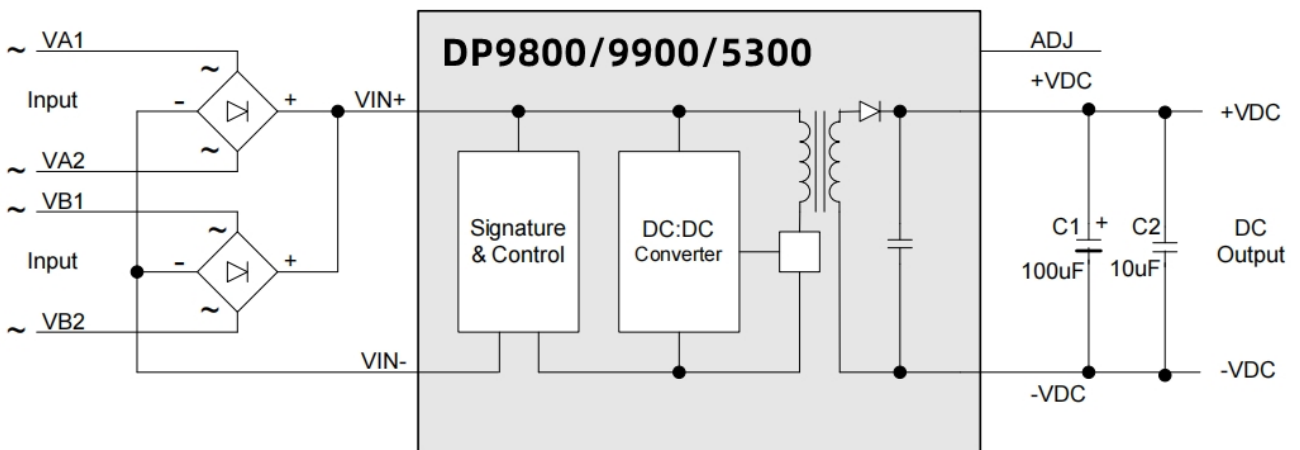 DP9800/9900/5300
~ VA1
~
Input
- +
VIN+
~ VA2
~
~ VB1
~
Input
- +
~ VB2
~
VIN-
Signature
& Control
DC:DC
Converter
ADJ
+VDC
+VDC
C1 +
100uF
C2
10uF
DC
Output
-VDC
-VDC